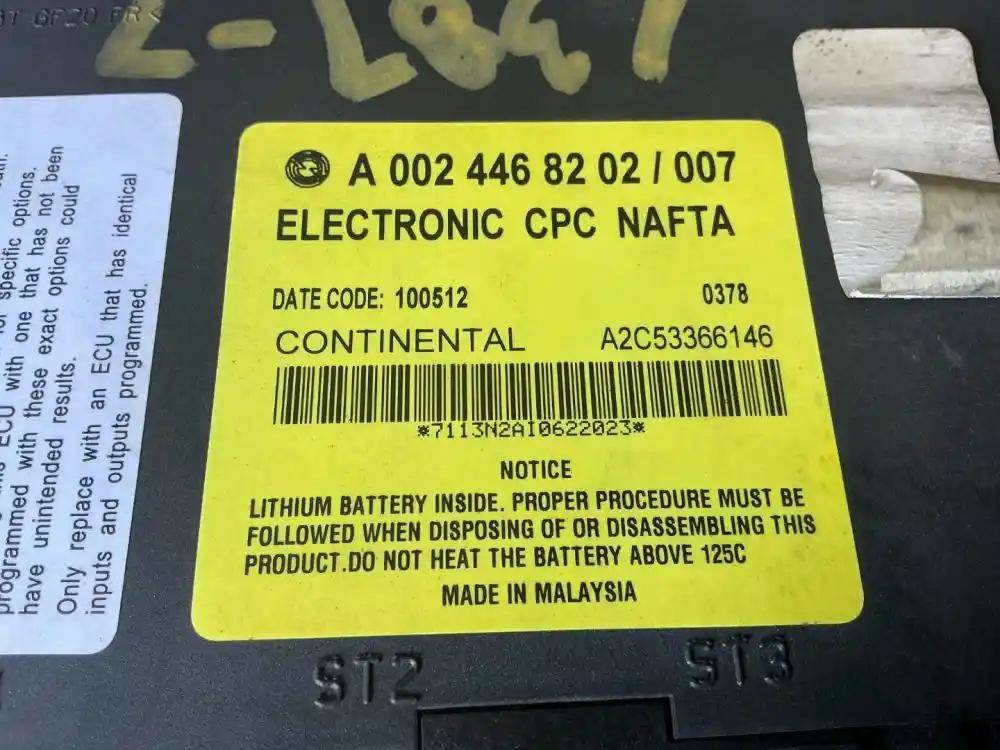 A 002 446 82 02 / 007
ELECTRONIC CPC NAFTA
DATE CODE: 100512 0378
CONTINENTAL A2C53366146
*7113N2AI0622023*
NOTICE
LITHIUM BATTERY INSIDE. PROPER PROCEDURE MUST BE
FOLLOWED WHEN DISPOSING OF OR DISASSEMBLING THIS
PRODUCT.DO NOT HEAT THE BATTERY ABOVE 125C
MADE IN MALAYSIA
for specific options.
ECU with one that has not been
programmed with these exact options could
have unintended results.
Only replace with an ECU that has identical
inputs and outputs programmed.
ST2
ST3